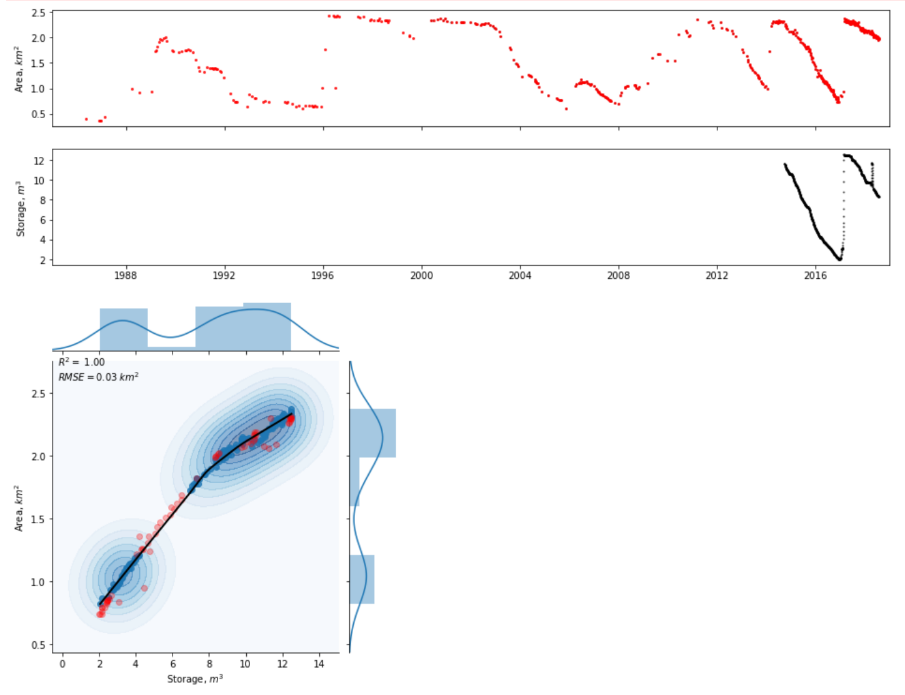 2.5
2.0
1.5
1.0
0.5
Area, km²
12
10
8
6
4
2
Storage, m³
1988 1992 1996 2000 2004 2008 2012 2016
R² = 1.00
RMSE = 0.03 km²
2.5
2.0
1.5
1.0
0.5
Area, km²
0 2 4 6 8 10 12 14
Storage, m³